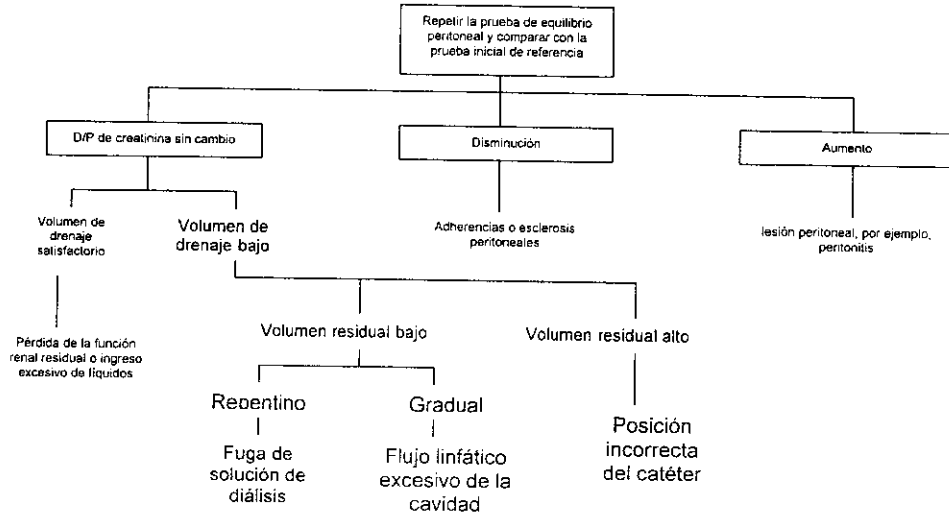 Repetir la prueba de equilibrio
peritoneal y comparar con la
prueba inicial de referencia
D/P de creatinina sin cambio
Disminución
Aumento
Volumen de
drenaje
satisfactorio
Volumen de
drenaje bajo
Adherencias o esclerosis
peritoneales
lesión peritoneal, por ejemplo,
peritonitis
Pérdida de la función
renal residual o ingreso
excesivo de líquidos
Volumen residual bajo
Volumen residual alto
Repentino
Gradual
Fuga de
solución de
diálisis
Flujo linfático
excesivo de la
cavidad
Posición
incorrecta
del catéter